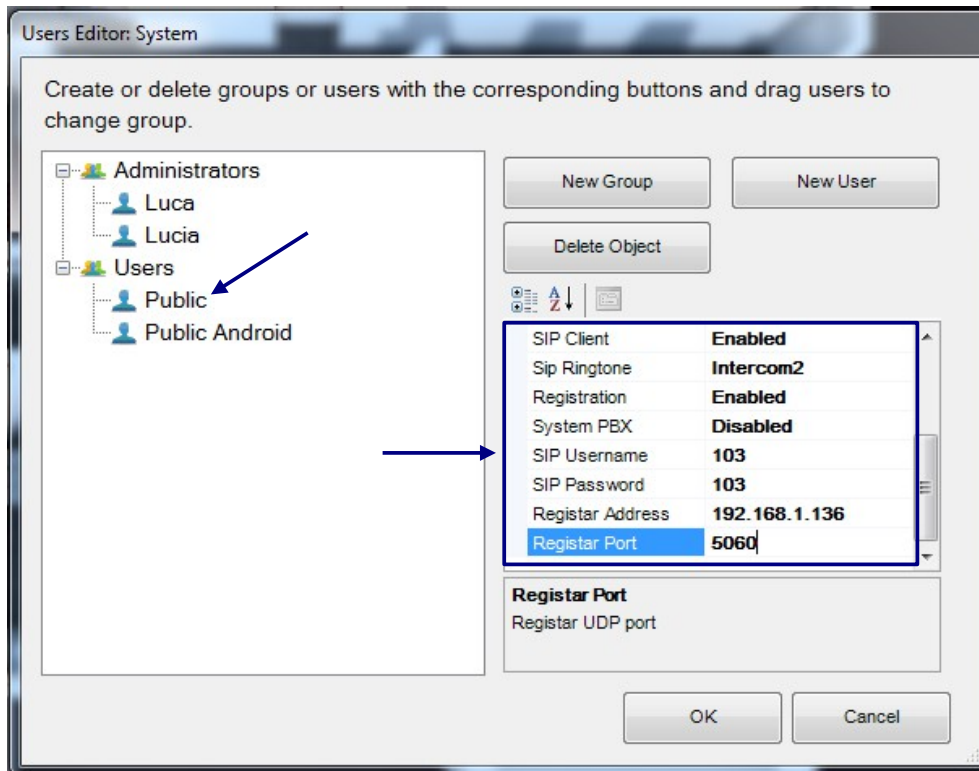 Users Editor: System
Create or delete groups or users with the corresponding buttons and drag users to
change group.
Administrators
Luca
Lucia
Users
Public
Public Android
New Group
New User
Delete Object
SIP Client Enabled
Sip Ringtone Intercom2
Registration Enabled
System PBX Disabled
SIP Username 103
SIP Password 103
Registar Address 192.168.1.136
Registar Port 5060
Registar Port
Registar UDP port
OK
Cancel